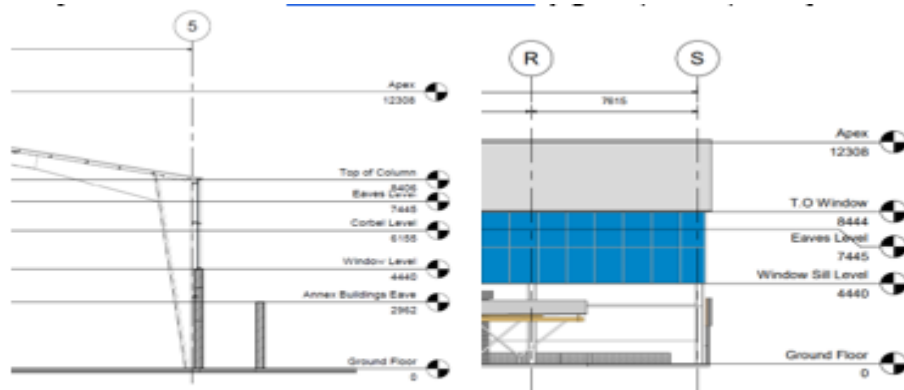 5
Apex
12308
Top of Column
8406
Eaves Level
7445
Corbel Level
6155
Window Level
4440
Annex Buildings Eave
2962
Ground Floor
0
R
S
7615
Apex
12308
T.O Window
8444
Eaves Level
7445
Window Sill Level
4440
Ground Floor
0